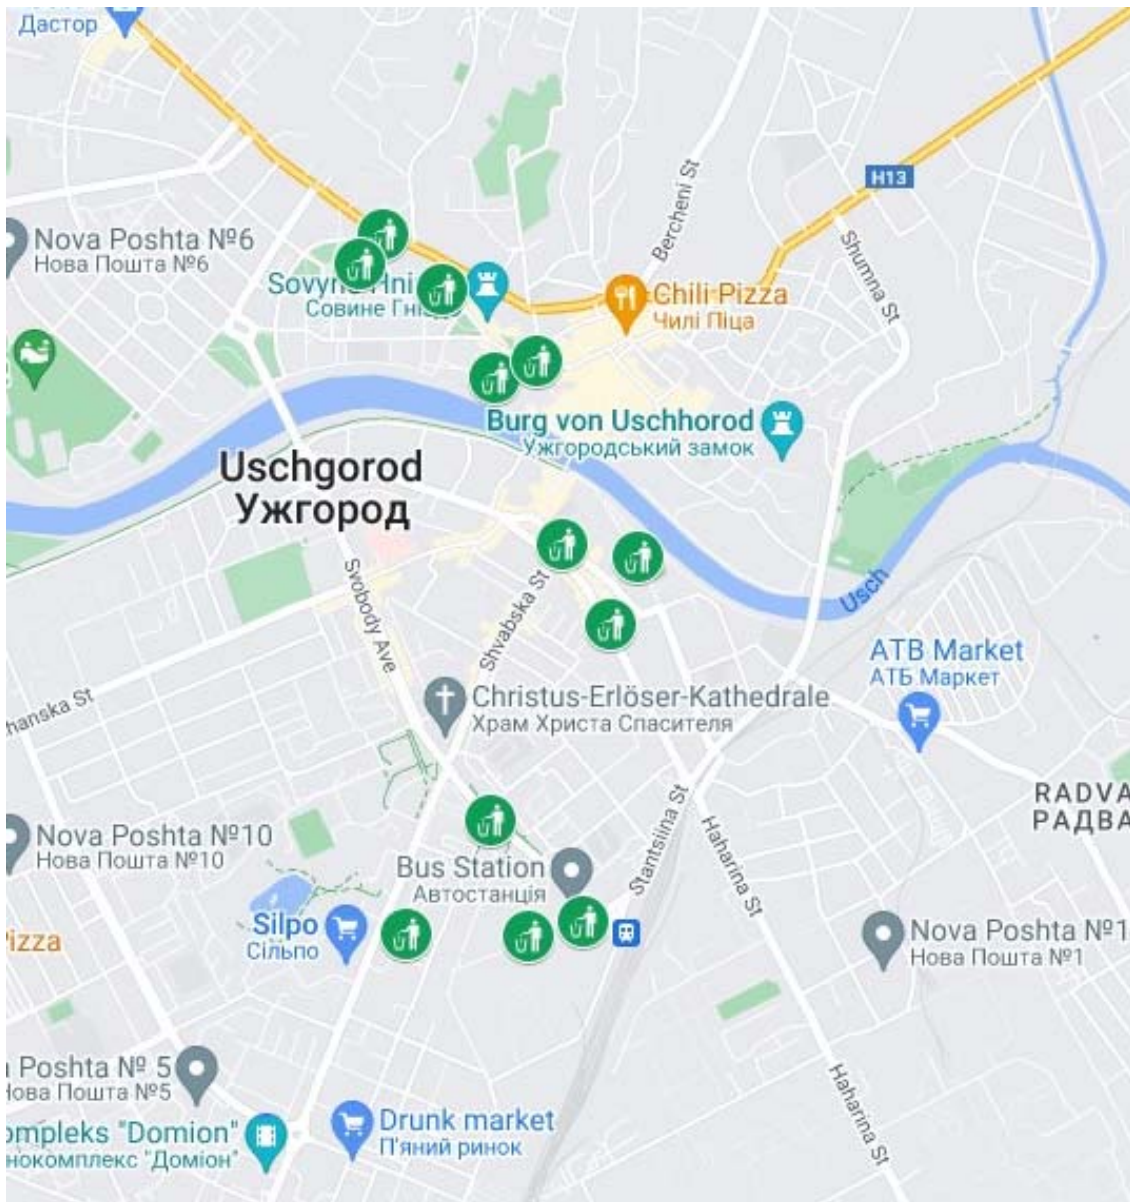 Дастор
H13
Bercheni St
Shumna St
Nova Poshta №6
Нова Пошта №6
Совине Гні
Chili Pizza
Чилі Піца
Burg von Uschhorod
Ужгородський замок
Uschgorod
Ужгород
Usch
Svobody Ave
Shvabska St
ATB Market
АТБ Маркет
hanska St
Christus-Erlöser-Kathedrale
Храм Христа Спасителя
RADVA
РАДВА
Nova Poshta №10
Нова Пошта №10
Bus Station
Автостанція
Stantsiina St
Haharina St
izza
Silpo
Сільпо
Nova Poshta №1
Нова Пошта №1
a Poshta № 5
Нова Пошта №5
Haharina St
ompleks "Domion"
нокомплекс "Доміон"
Drunk market
П'яний ринок